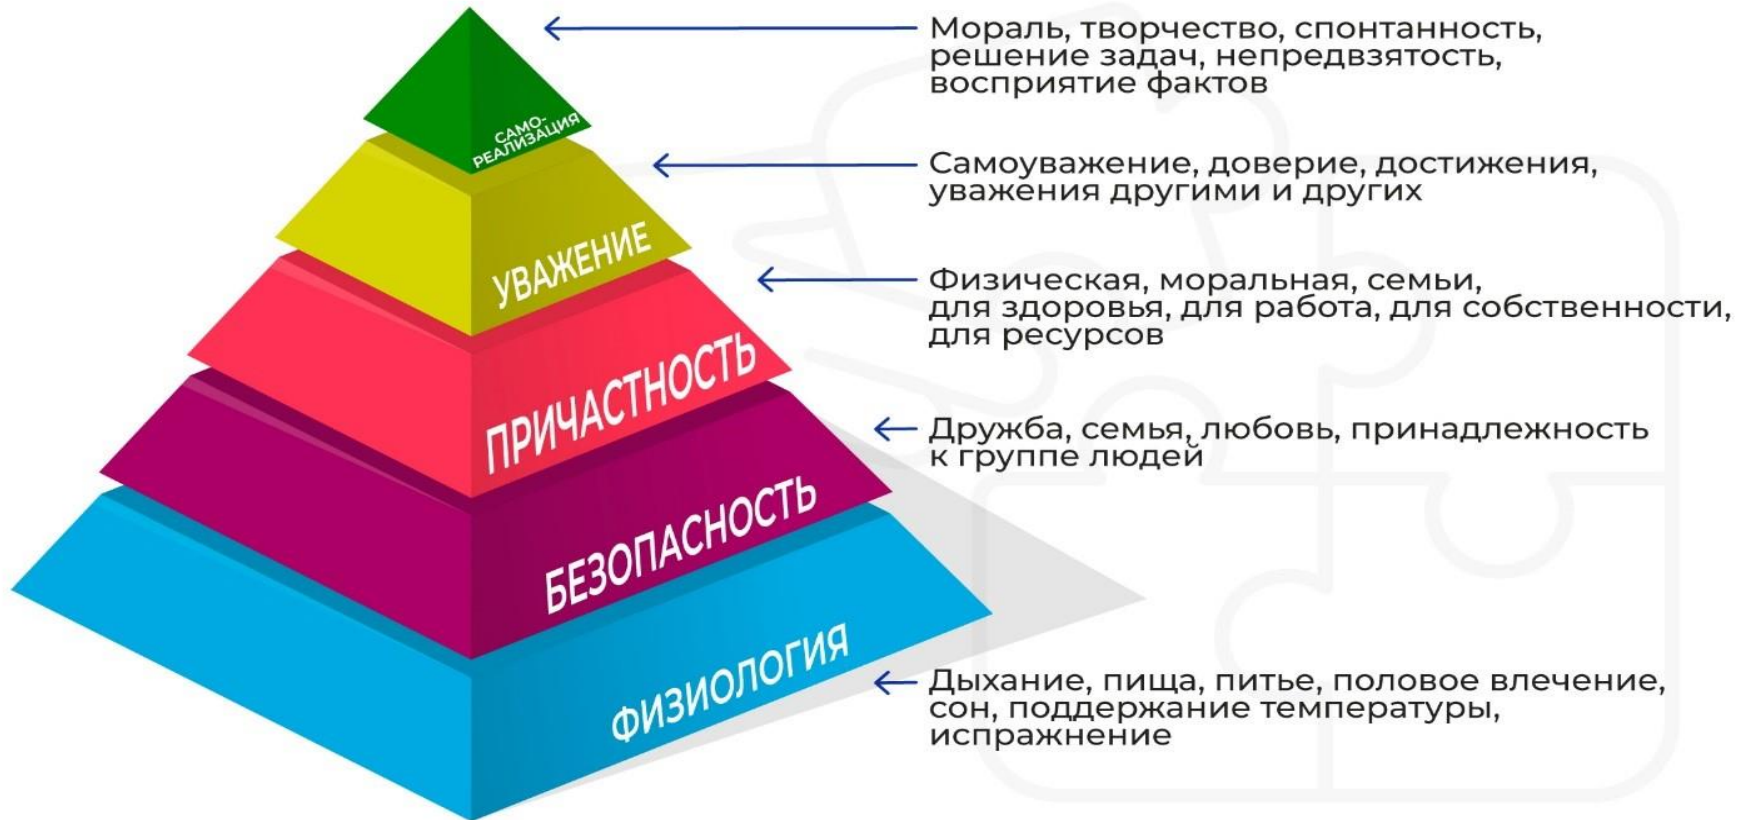 Мораль, творчество, спонтанность,
решение задач, непредвзятость,
восприятие фактов
САМО-
РЕАЛИЗАЦИЯ
Самоуважение, доверие, достижения,
уважения другими и других
УВАЖЕНИЕ
Физическая, моральная, семьи,
для здоровья, для работа, для собственности,
для ресурсов
ПРИЧАСТНОСТЬ
Дружба, семья, любовь, принадлежность
к группе людей
БЕЗОПАСНОСТЬ
Дыхание, пища, питье, половое влечение,
сон, поддержание температуры,
испражнение
ФИЗИОЛОГИЯ